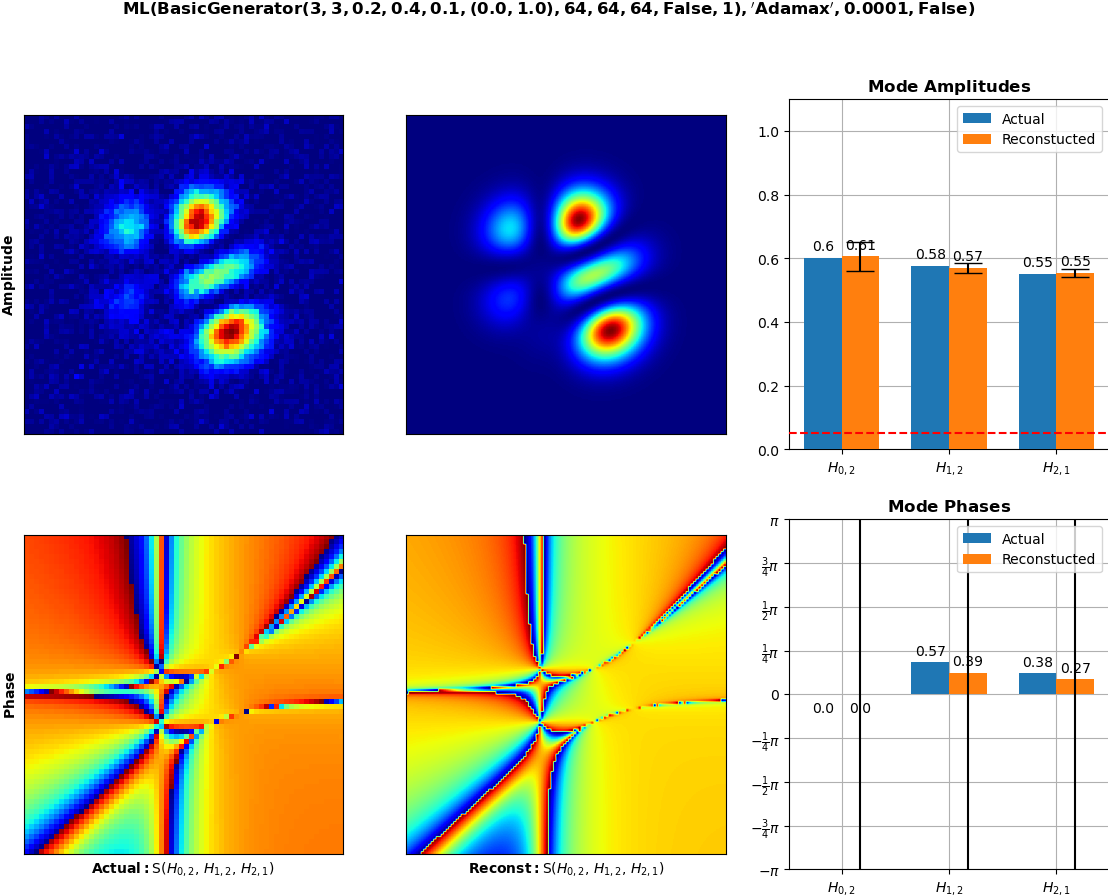 ML(BasicGenerator(3, 3, 0.2, 0.4, 0.1, (0.0, 1.0), 64, 64, 64, False, 1), 'Adamax', 0.0001, False)
Amplitude
Mode Amplitudes
Actual
Reconstucted
1.0
0.8
0.6
0.4
0.2
0.0
0.6
0.61
0.58
0.57
0.55
0.55
H0,2
H1,2
H2,1
Phase
Actual: S(H0,2, H1,2, H2,1)
Reconst: S(H0,2, H1,2, H2,1)
Mode Phases
Actual
Reconstucted
π
3/4π
1/2π
1/4π
0
−1/4π
−1/2π
−3/4π
−π
0.0
0.0
0.57
0.39
0.38
0.27
H0,2
H1,2
H2,1